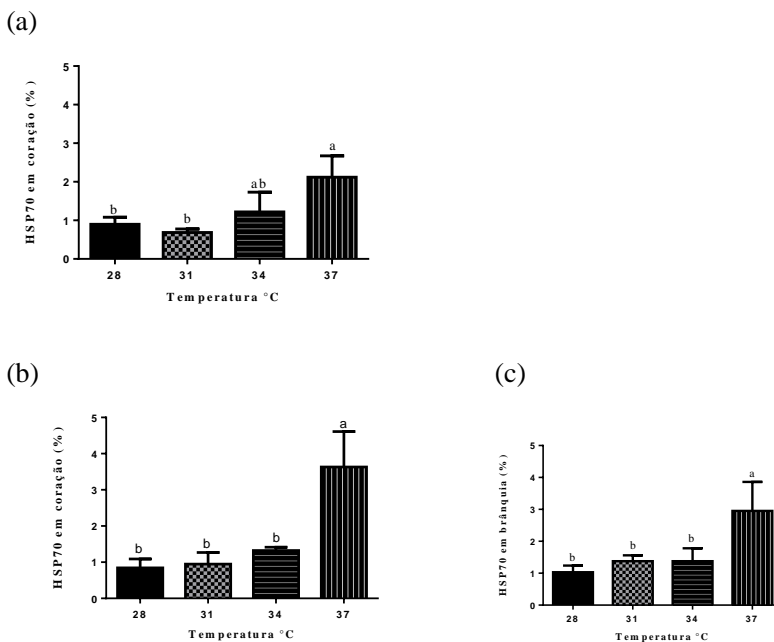 (a)
HSP70 em coração (%)
5
4
3
2
1
0
b
b
ab
a
28
31
34
37
Temperatura °C
(b)
HSP70 em coração (%)
5
4
3
2
1
0
b
b
b
a
28
31
34
37
Temperatura °C
(c)
HSP70 em brânquia (%)
5
4
3
2
1
0
b
b
b
a
28
31
34
37
Temperatura °C